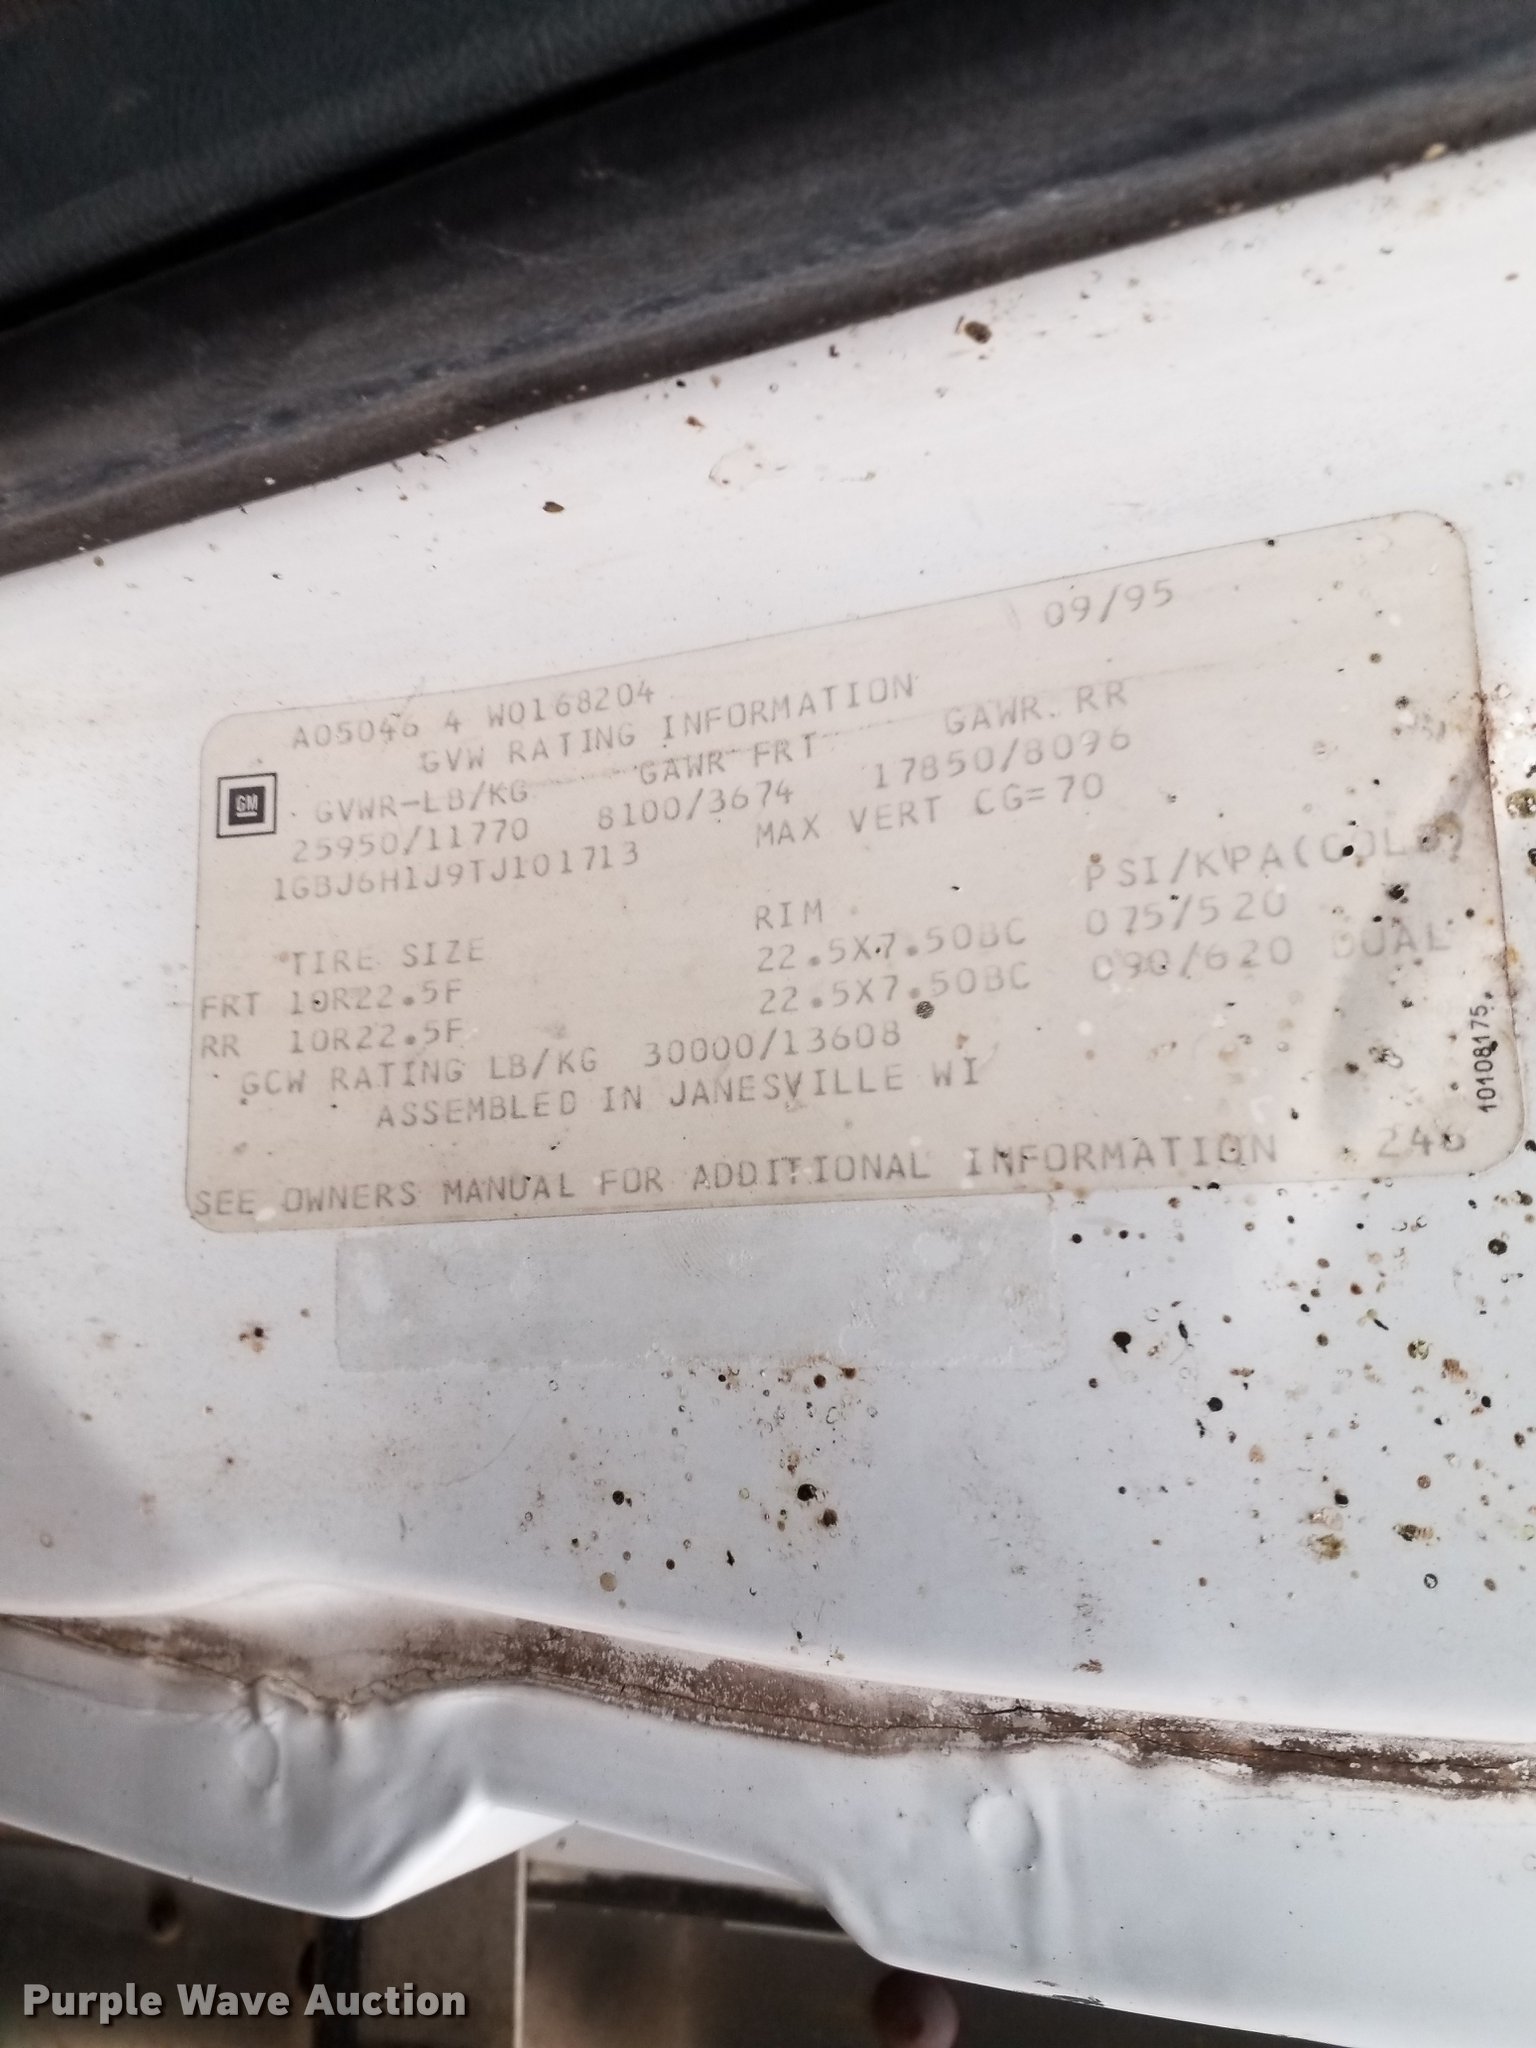 09/95
A05046 4 W0168204
GVW RATING INFORMATION
GM
GVWR-LB/KG GAWR FRT GAWR RR
25950/11770 8100/3674 17850/8096
1GBJ6H1J9TJ101713 MAX VERT CG=70
TIRE SIZE RIM PSI/KPA(COLD)
FRT 10R22.5F 22.5X7.50BC 075/520
RR 10R22.5F 22.5X7.50BC 090/620 DUAL
GCW RATING LB/KG 30000/13608
ASSEMBLED IN JANESVILLE WI
SEE OWNERS MANUAL FOR ADDITIONAL INFORMATION 246
10108175
Purple Wave Auction